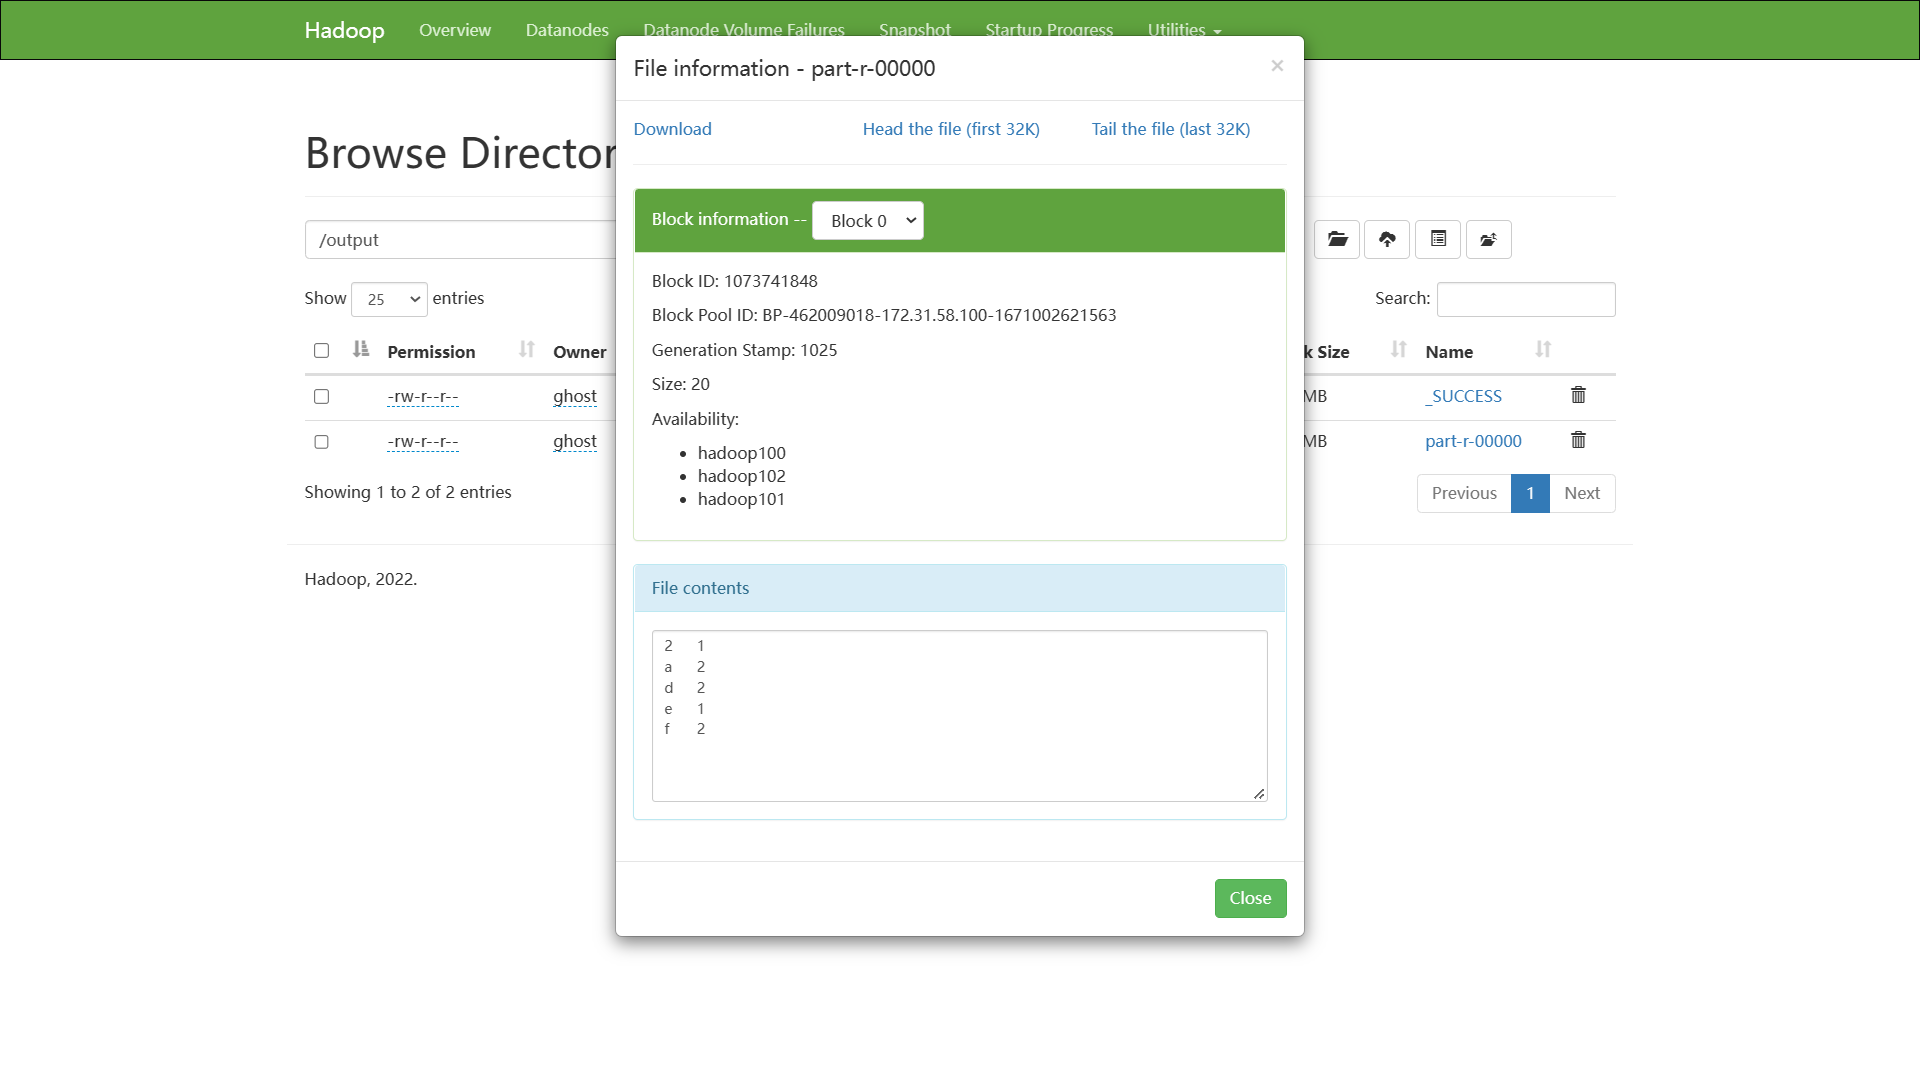 Hadoop Overview Datanodes Datanode Volume Failures Snapshot Startup Progress Utilities
File information - part-r-00000 ×
Download Head the file (first 32K) Tail the file (last 32K)
Browse Director
Block information -- Block 0
/output
Block ID: 1073741848
Show 25 entries Search:
Block Pool ID: BP-462009018-172.31.58.100-1671002621563
Generation Stamp: 1025
Permission Owner k Size Name
Size: 20
-rw-r--r-- ghost MB _SUCCESS
Availability:
-rw-r--r-- ghost MB part-r-00000
hadoop100
hadoop102
hadoop101
Showing 1 to 2 of 2 entries Previous 1 Next
Hadoop, 2022.
File contents
2 1
a 2
d 2
e 1
f 2
Close